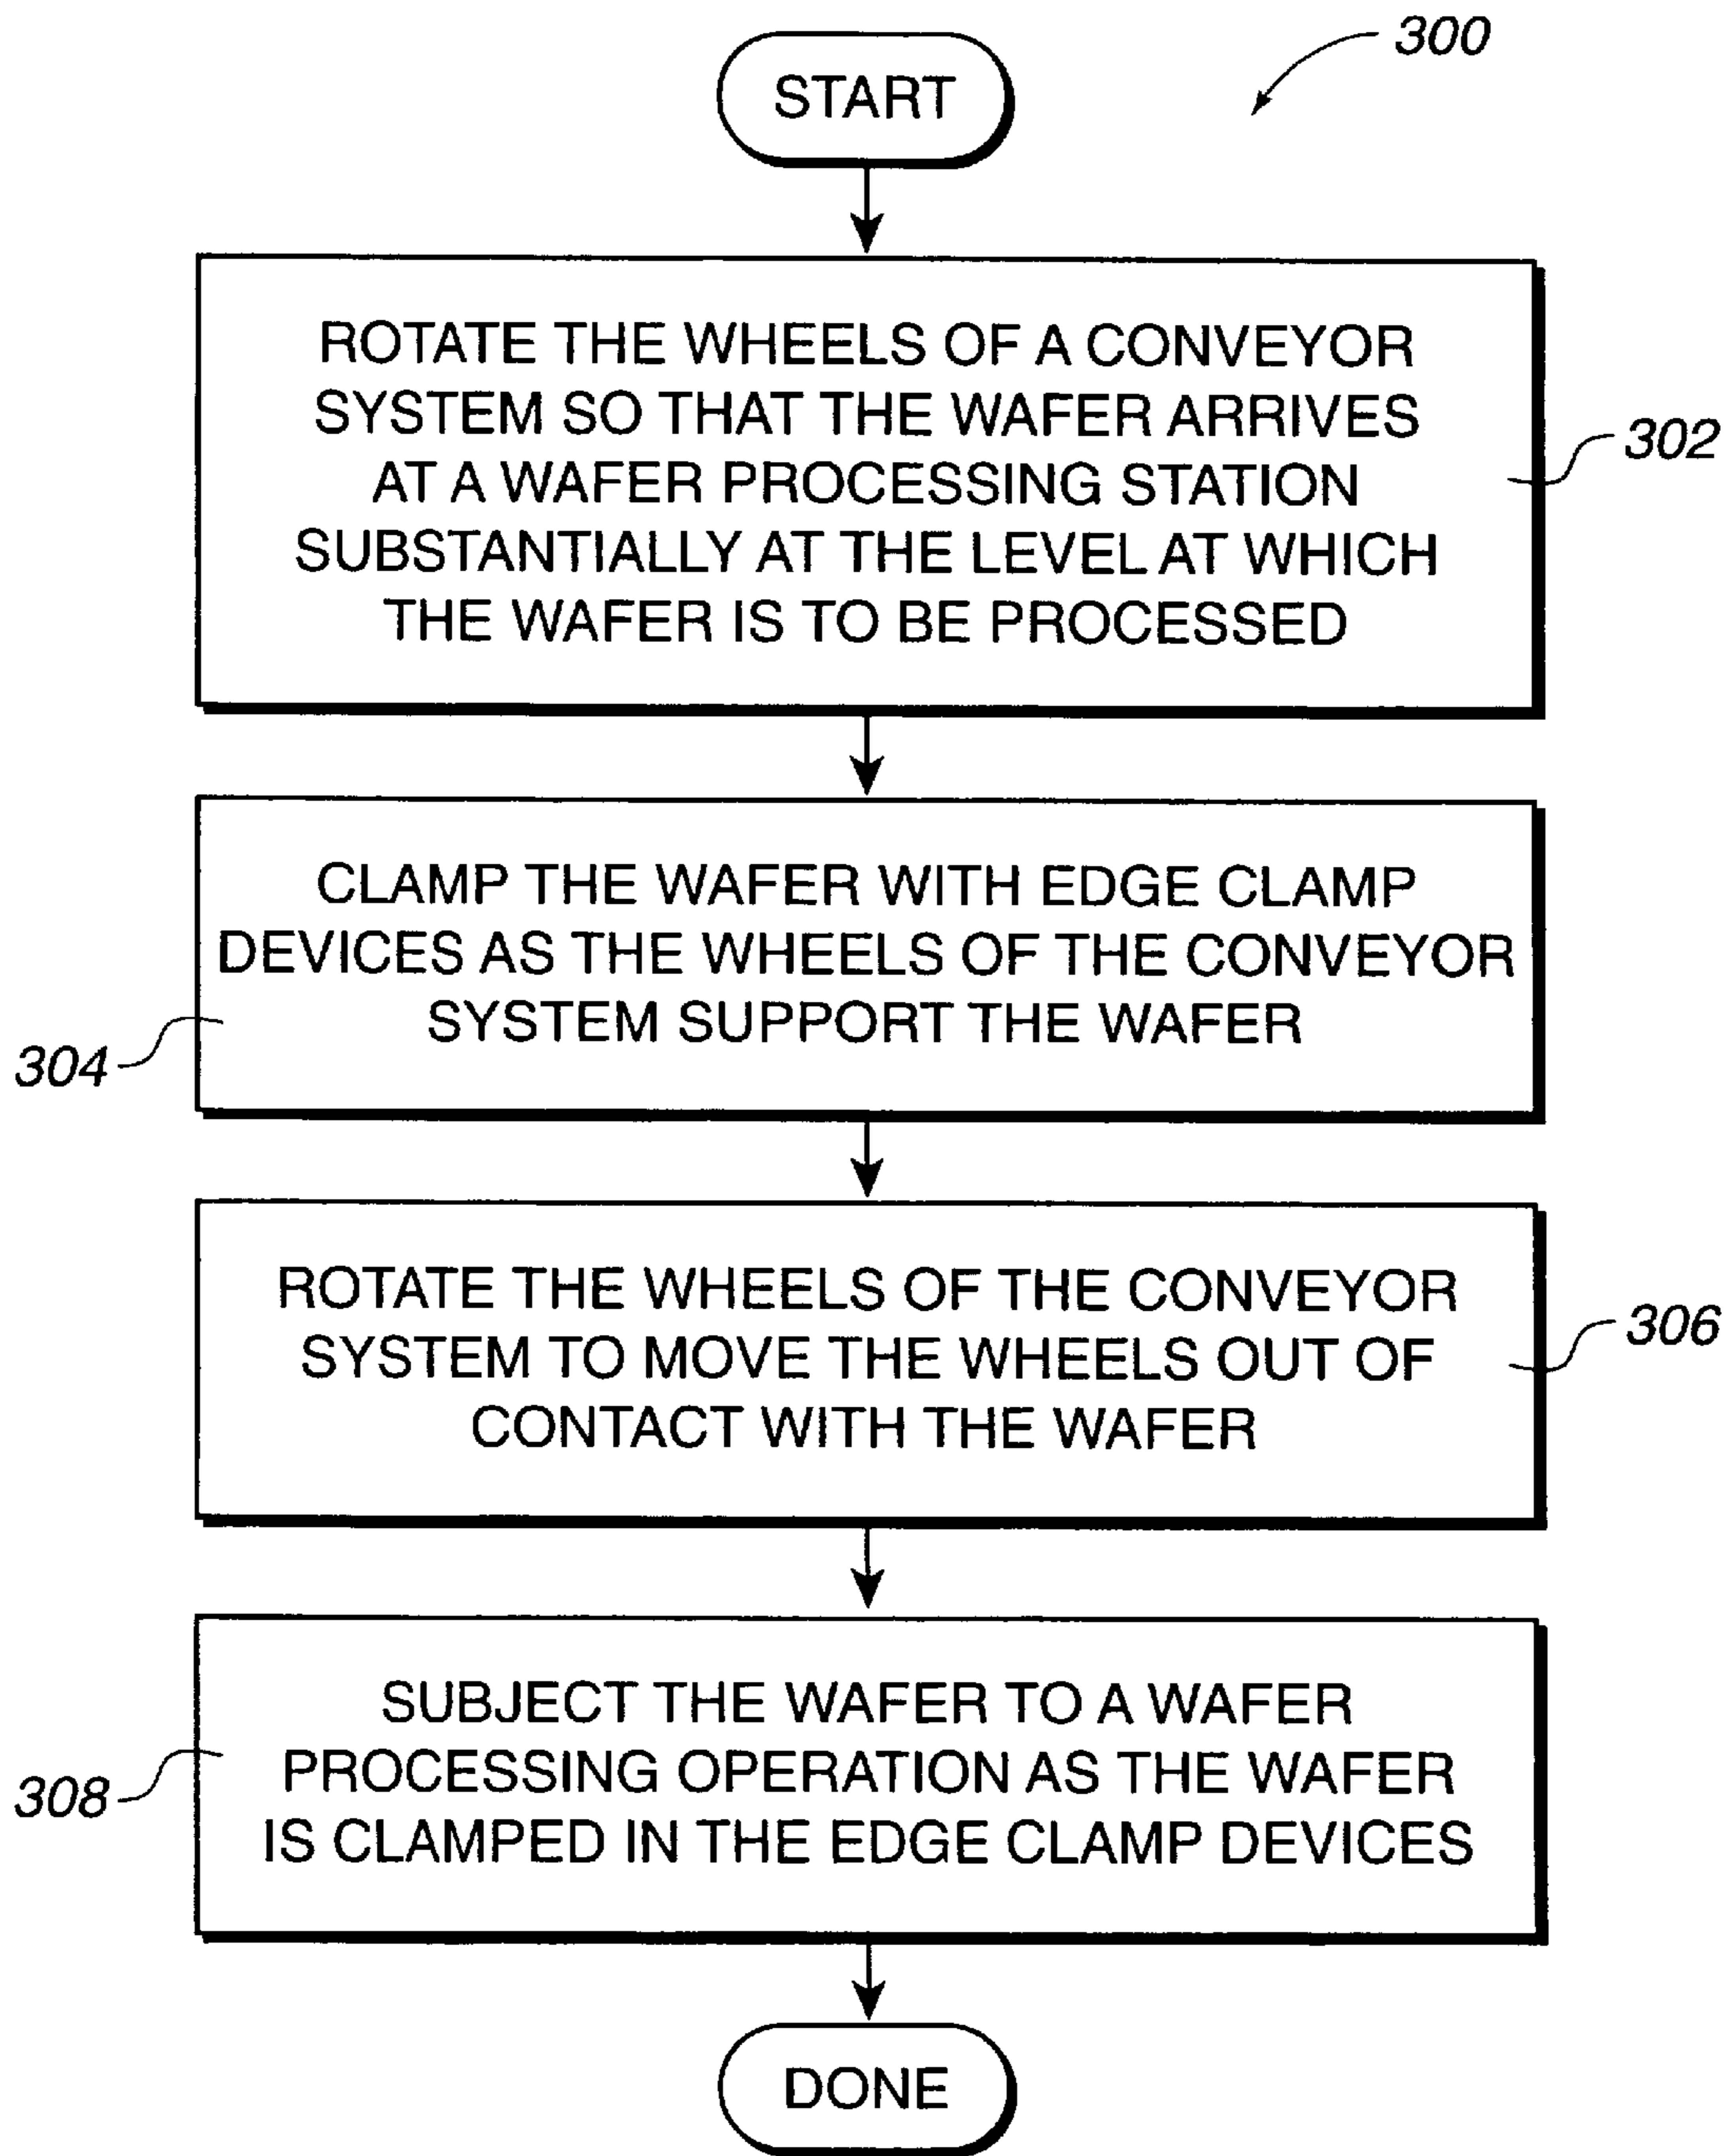 300
START
ROTATE THE WHEELS OF A CONVEYOR
SYSTEM SO THAT THE WAFER ARRIVES
AT A WAFER PROCESSING STATION
SUBSTANTIALLY AT THE LEVEL AT WHICH
THE WAFER IS TO BE PROCESSED
302
CLAMP THE WAFER WITH EDGE CLAMP
DEVICES AS THE WHEELS OF THE CONVEYOR
SYSTEM SUPPORT THE WAFER
304
ROTATE THE WHEELS OF THE CONVEYOR
SYSTEM TO MOVE THE WHEELS OUT OF
CONTACT WITH THE WAFER
306
SUBJECT THE WAFER TO A WAFER
PROCESSING OPERATION AS THE WAFER
IS CLAMPED IN THE EDGE CLAMP DEVICES
308
DONE